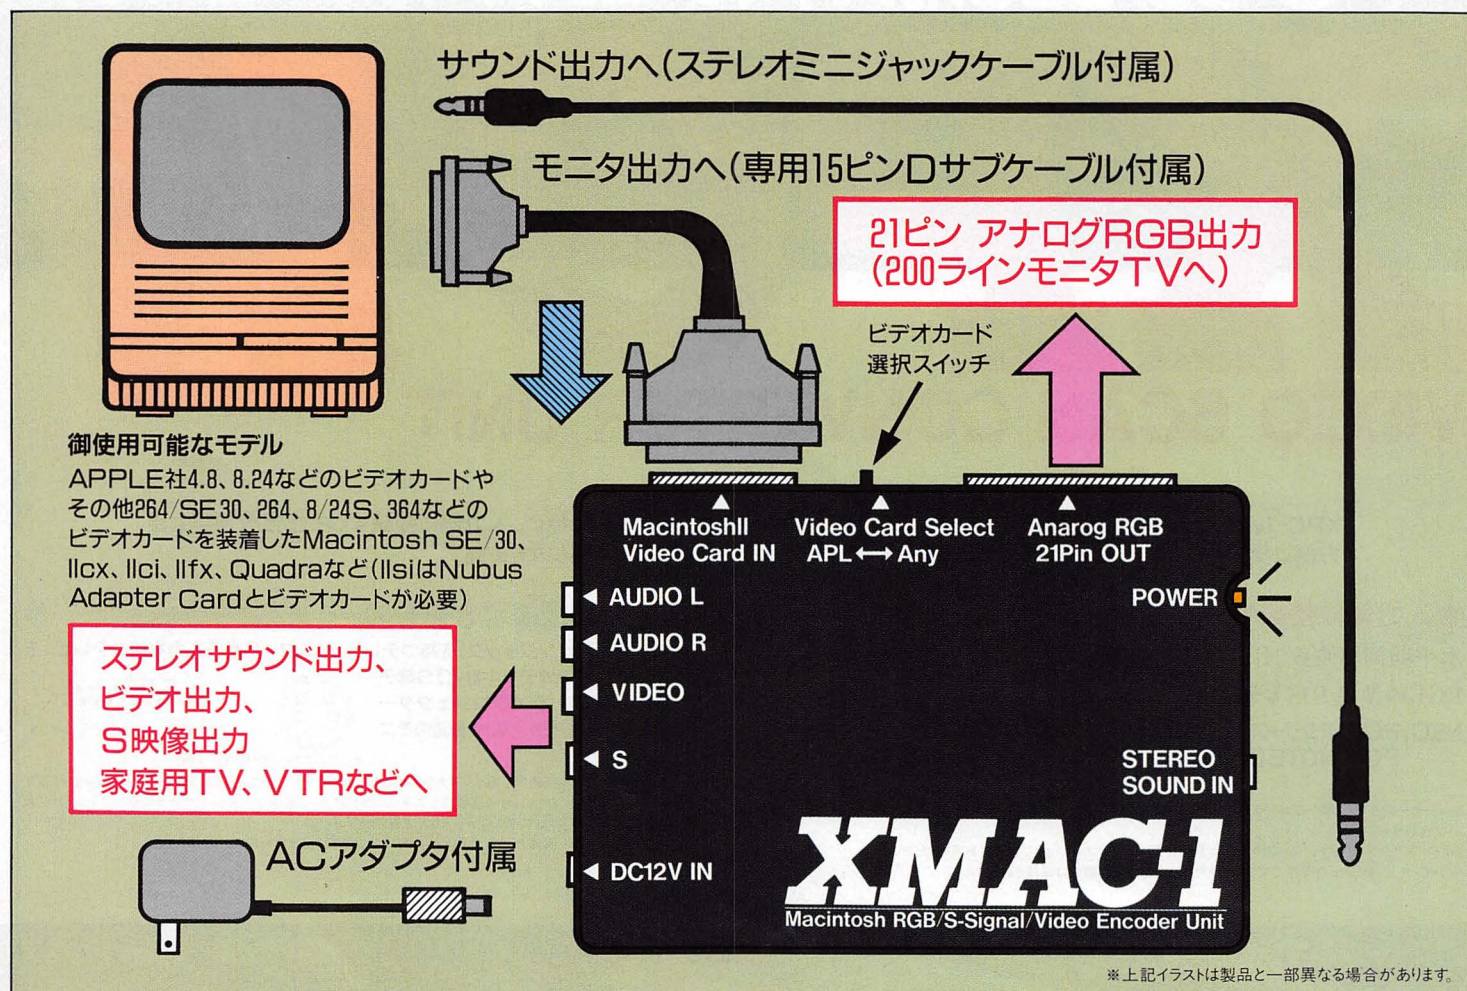 サウンド出力へ(ステレオミニジャックケーブル付属)
モニタ出力へ(専用15ピンロサブケーブル付属)
21ピン アナログRGB出力
(200ラインモニタTVへ)
ビデオカード
選択スイッチ
御使用可能なモデル
APPLE社4.8、8.24などのビデオカードや
その他264/SE30、264、8/24S、364などの
ビデオカードを装着したMacintosh SE/30、
IIcx、IIci、IIfx、Quadraなど(IIsiはNubus
Adapter Cardとビデオカードが必要)
ステレオサウンド出力、
ビデオ出力、
S映像出力
家庭用TV、VTRなどへ
ACアダプタ付属
MacintoshII
Video Card IN
Video Card Select
APL ⟷ Any
Anarog RGB
21Pin OUT
◀ AUDIO L
◀ AUDIO R
◀ VIDEO
◀ S
◀ DC12V IN
POWER
STEREO
SOUND IN
XMAC-1
Macintosh RGB/S-Signal/Video Encoder Unit
※上記イラストは製品と一部異なる場合があります。